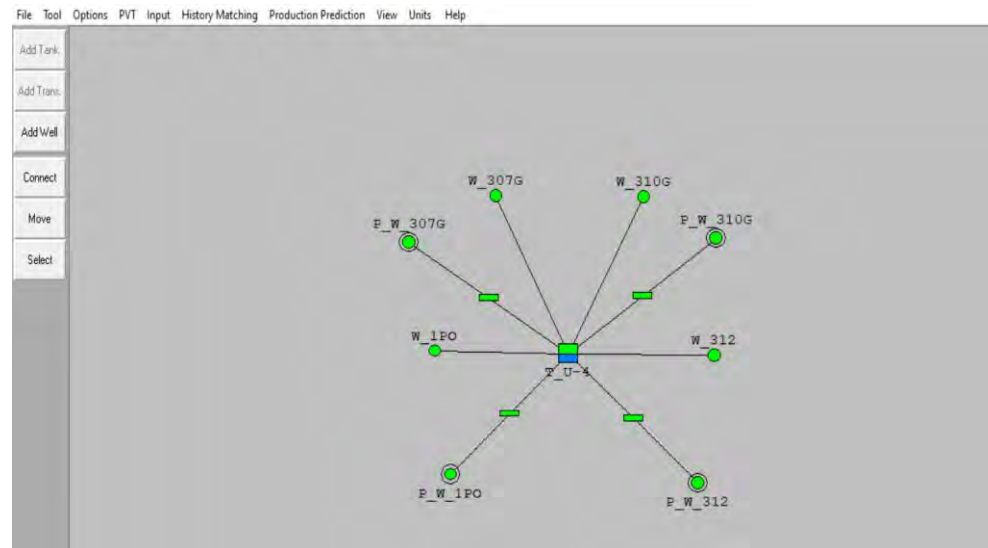 File Tool Options PVT Input History Matching Production Prediction View Units Help
Add Tank
Add Trans.
Add Well
Connect
Move
Select
W_307G
W_310G
P_W_307G
P_W_310G
W_1PO
W_312
T_U-4
P_W_1PO
P_W_312